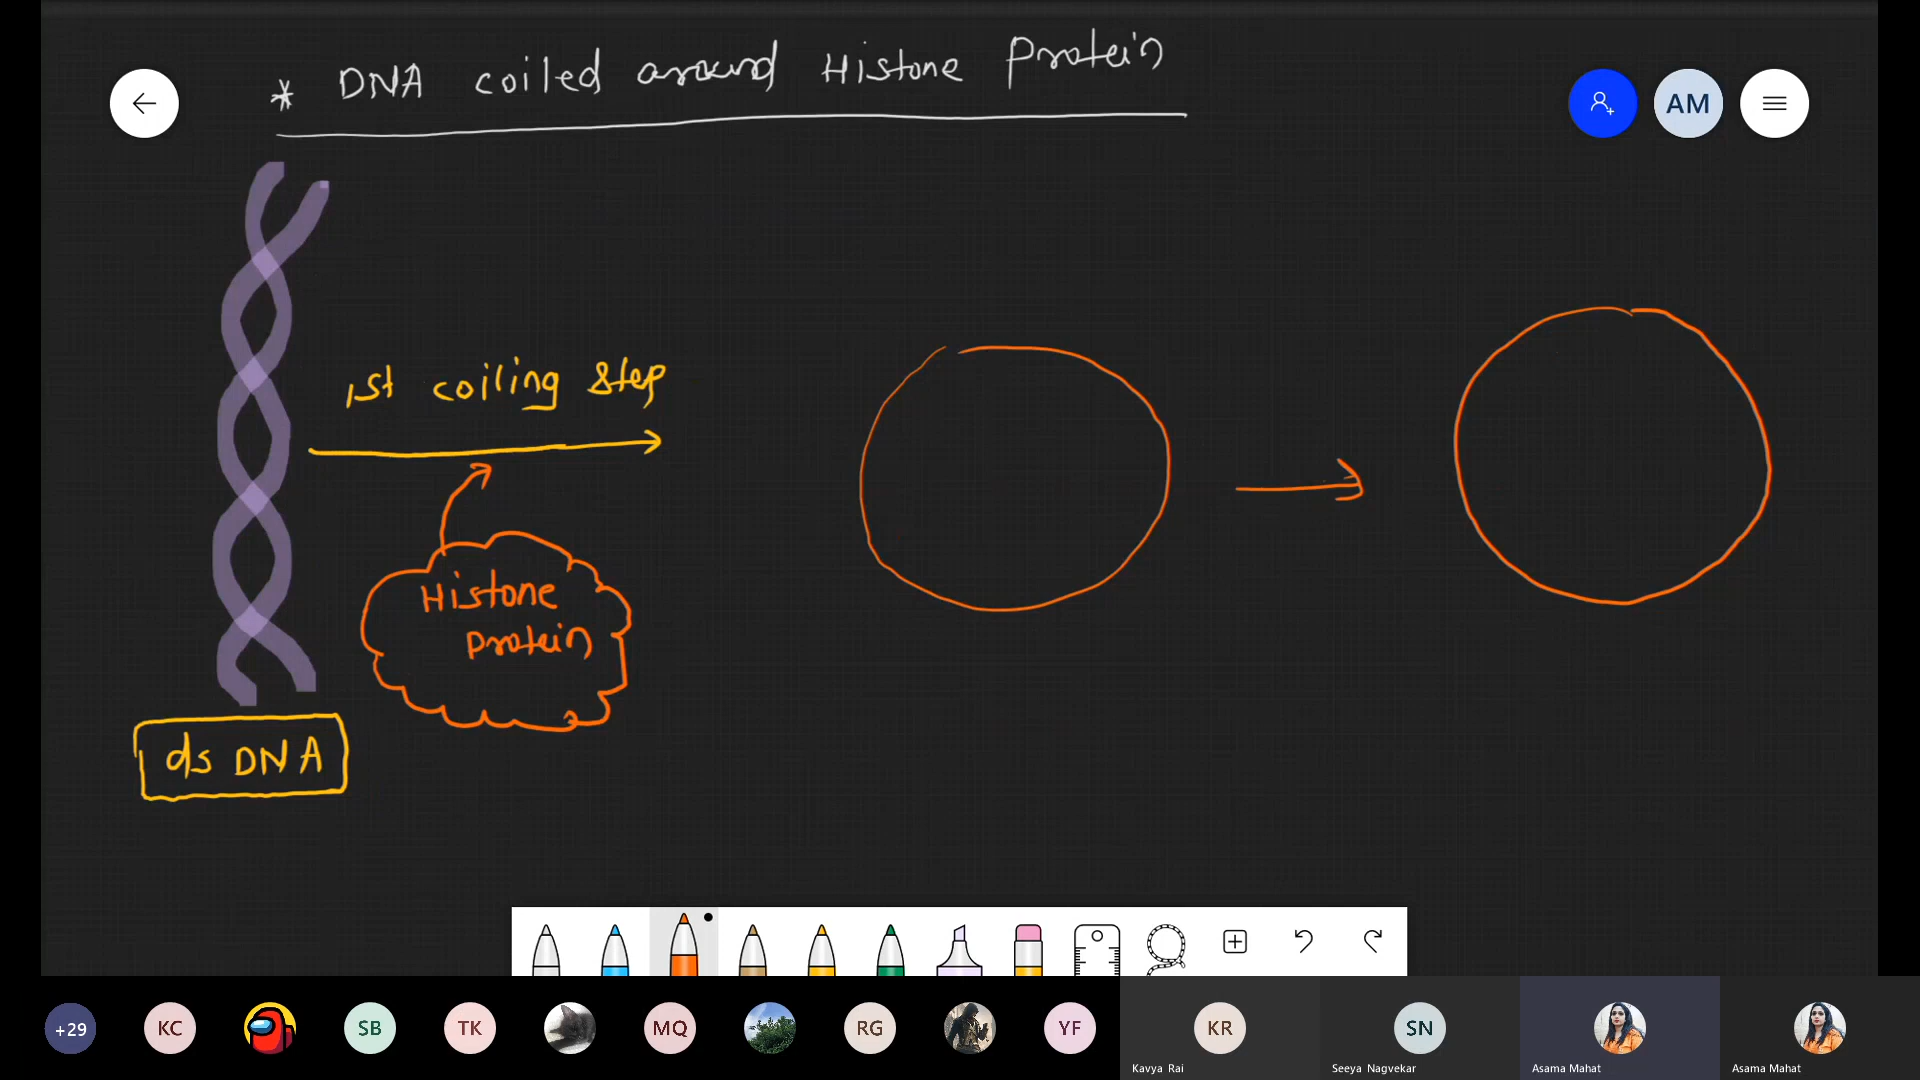 * DNA coiled around Histone Protein
AM
1st coiling step
Histone
protein
ds DNA
+29
KC
SB
TK
MQ
RG
YF
KR
SN
Kavya Rai
Seeya Nagvekar
Asama Mahat
Asama Mahat